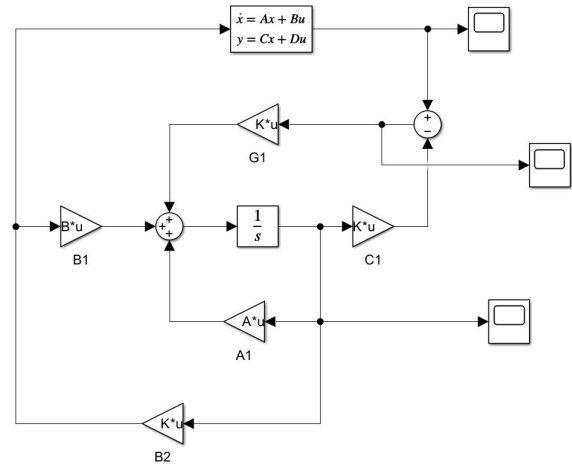 ẋ = Ax + Bu
y = Cx + Du
+
−
K*u
G1
B*u
B1
+
+ +
+
1
s
K*u
C1
A*u
A1
K*u
B2